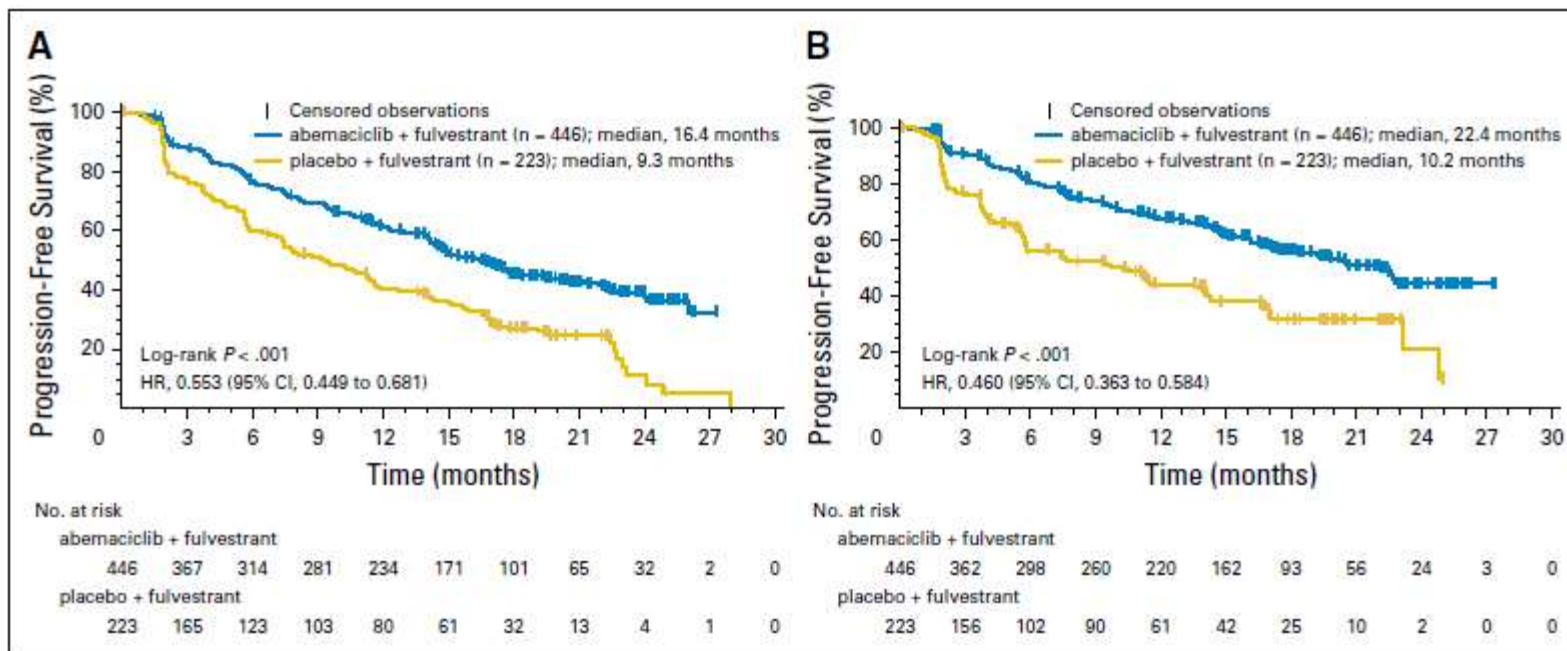 A
Progression-Free Survival (%)
100
80
60
40
20
Censored observations
abemaciclib + fulvestrant (n = 446); median, 16.4 months
placebo + fulvestrant (n = 223); median, 9.3 months
Log-rank P < .001
HR, 0.553 (95% CI, 0.449 to 0.681)
0 3 6 9 12 15 18 21 24 27 30
Time (months)
No. at risk
abemaciclib + fulvestrant
446 367 314 281 234 171 101 65 32 2 0
placebo + fulvestrant
223 165 123 103 80 61 32 13 4 1 0
B
Progression-Free Survival (%)
100
80
60
40
20
Censored observations
abemaciclib + fulvestrant (n = 446); median, 22.4 months
placebo + fulvestrant (n = 223); median, 10.2 months
Log-rank P < .001
HR, 0.460 (95% CI, 0.363 to 0.584)
0 3 6 9 12 15 18 21 24 27 30
Time (months)
No. at risk
abemaciclib + fulvestrant
446 362 298 260 220 162 93 56 24 3 0
placebo + fulvestrant
223 156 102 90 61 42 25 10 2 0 0